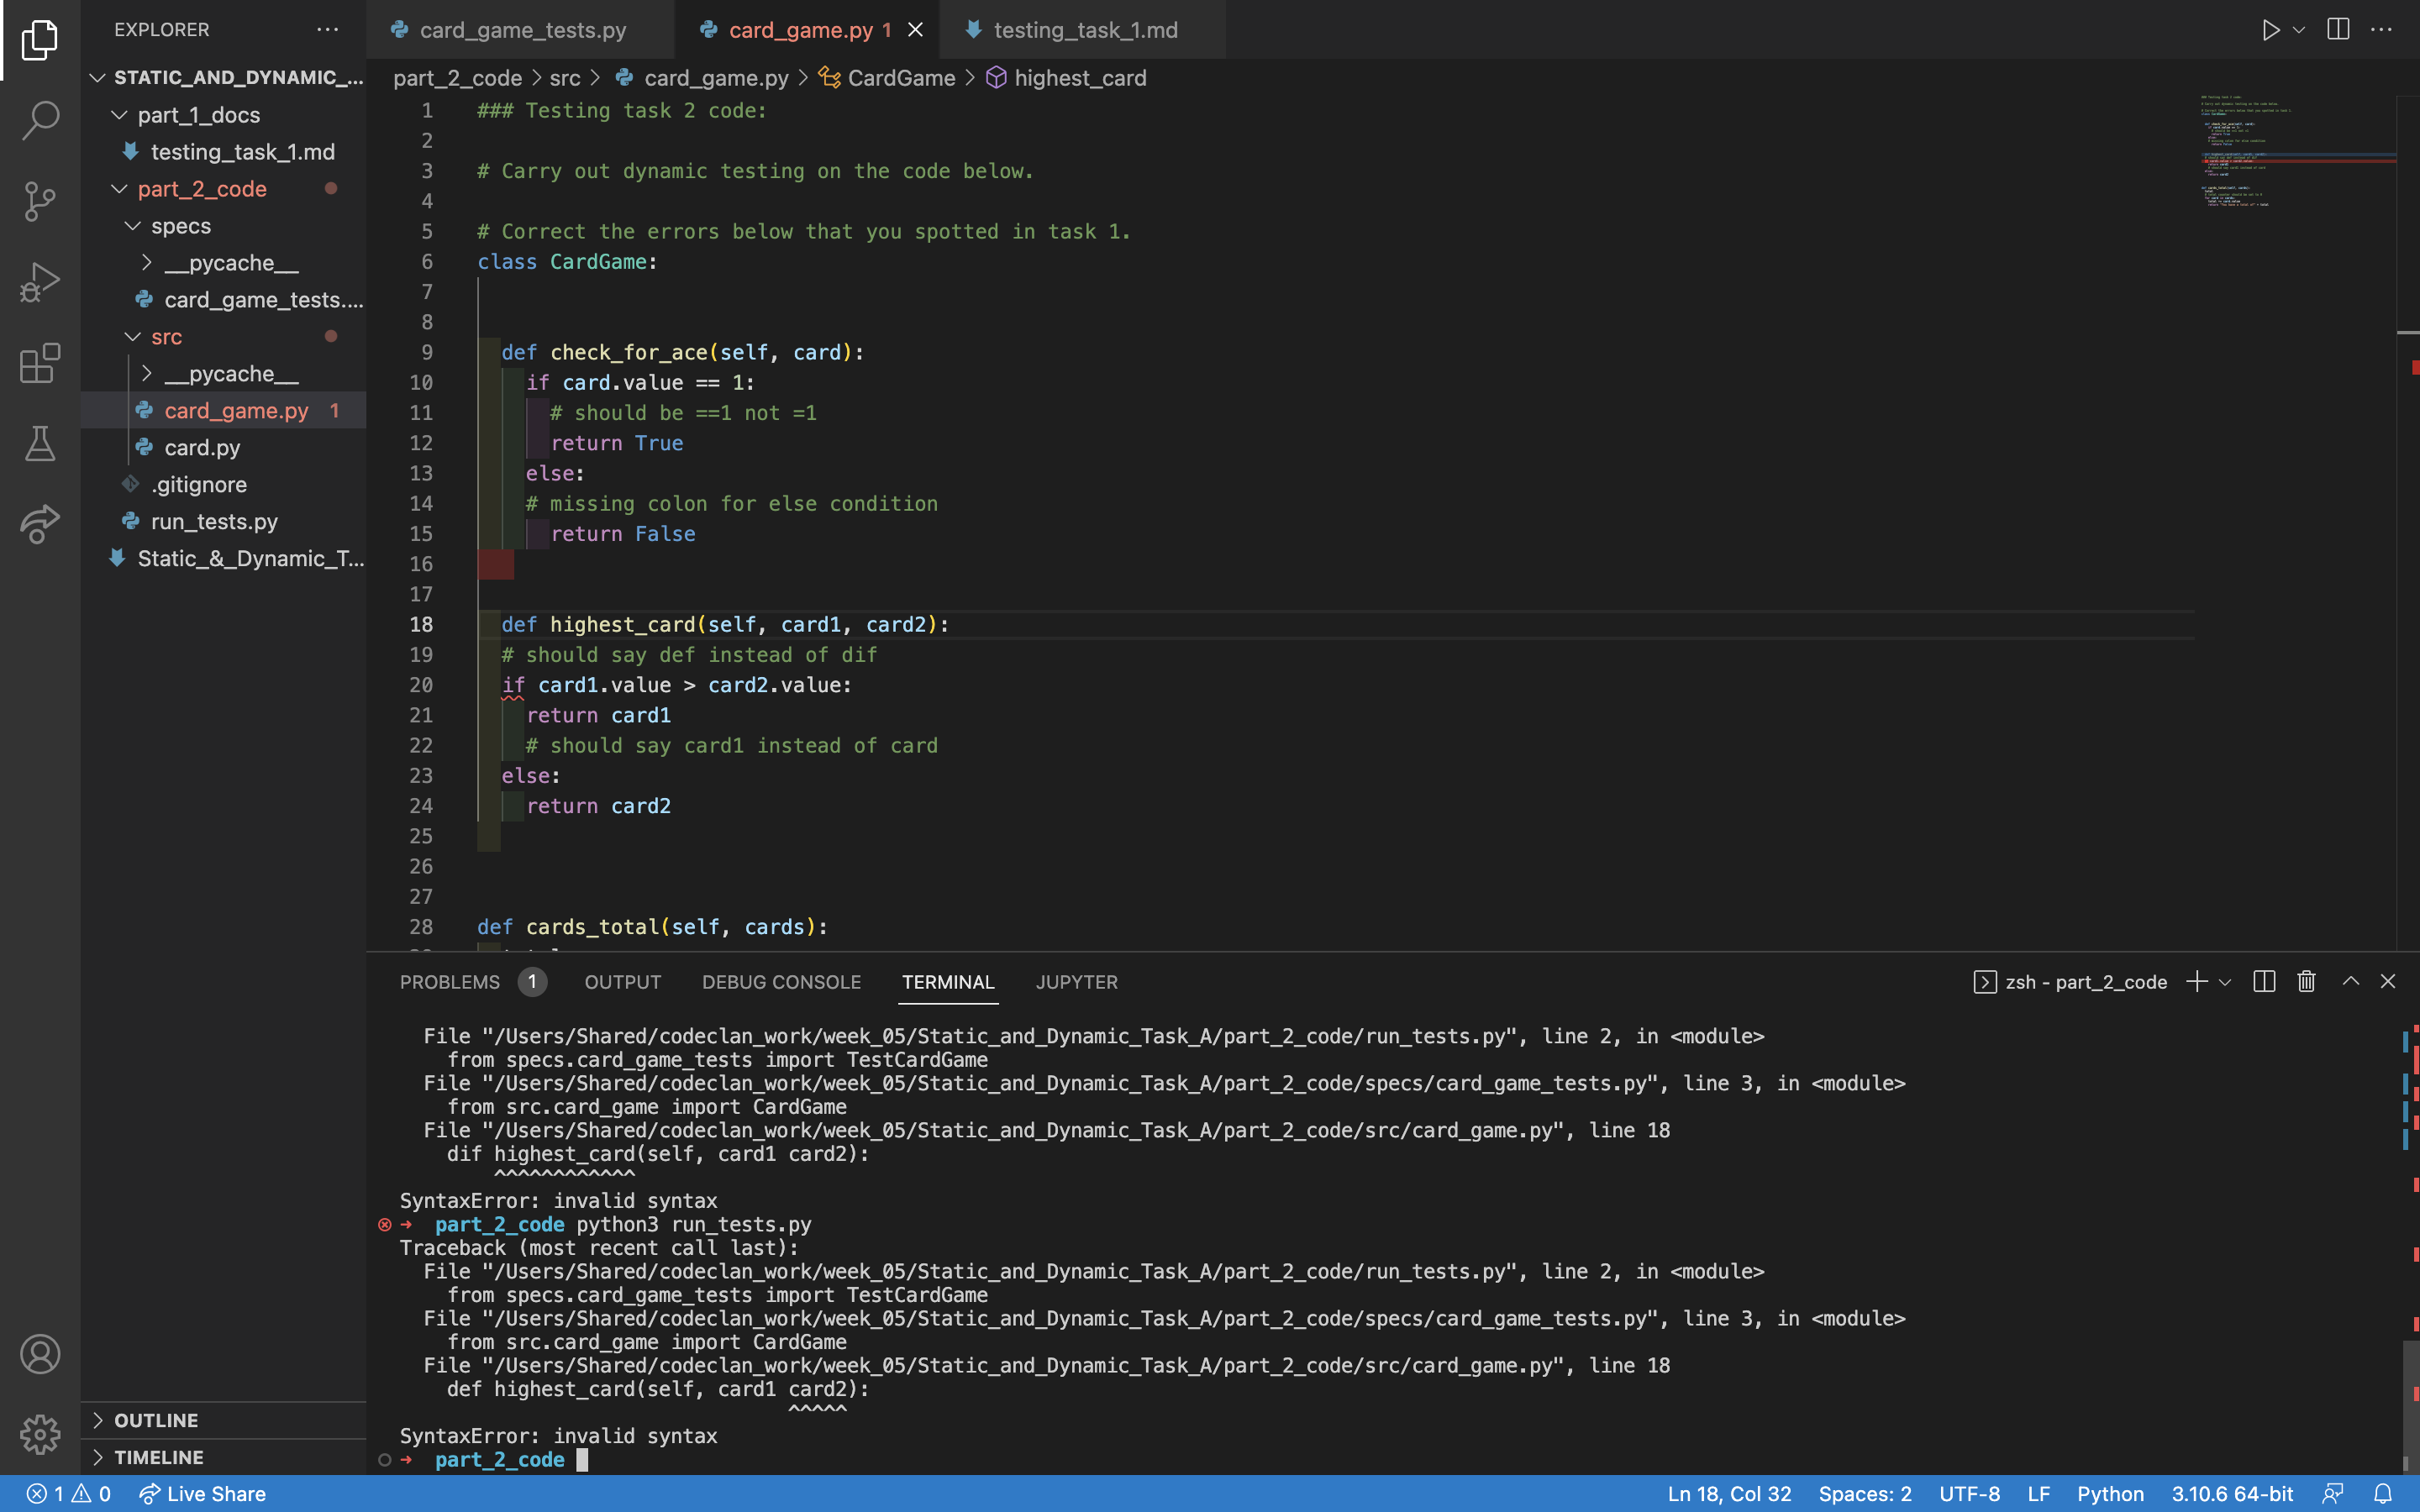 EXPLORER
STATIC_AND_DYNAMIC_...
part_1_docs
testing_task_1.md
part_2_code
specs
__pycache__
card_game_tests....
src
__pycache__
card_game.py 1
card.py
.gitignore
run_tests.py
Static_&_Dynamic_T...
OUTLINE
TIMELINE
card_game_tests.py
card_game.py 1
testing_task_1.md
part_2_code > src > card_game.py > CardGame > highest_card
1 ### Testing task 2 code:
2
3 # Carry out dynamic testing on the code below.
4
5 # Correct the errors below that you spotted in task 1.
6 class CardGame:
7
8
9 def check_for_ace(self, card):
10 if card.value == 1:
11 # should be ==1 not =1
12 return True
13 else:
14 # missing colon for else condition
15 return False
16
17
18 def highest_card(self, card1, card2):
19 # should say def instead of dif
20 if card1.value > card2.value:
21 return card1
22 # should say card1 instead of card
23 else:
24 return card2
25
26
27
28 def cards_total(self, cards):
PROBLEMS 1 OUTPUT DEBUG CONSOLE TERMINAL JUPYTER
zsh - part_2_code
File "/Users/Shared/codeclan_work/week_05/Static_and_Dynamic_Task_A/part_2_code/run_tests.py", line 2, in <module>
from specs.card_game_tests import TestCardGame
File "/Users/Shared/codeclan_work/week_05/Static_and_Dynamic_Task_A/part_2_code/specs/card_game_tests.py", line 3, in <module>
from src.card_game import CardGame
File "/Users/Shared/codeclan_work/week_05/Static_and_Dynamic_Task_A/part_2_code/src/card_game.py", line 18
dif highest_card(self, card1 card2):
^^^^^^^^^^^^
SyntaxError: invalid syntax
part_2_code python3 run_tests.py
Traceback (most recent call last):
File "/Users/Shared/codeclan_work/week_05/Static_and_Dynamic_Task_A/part_2_code/run_tests.py", line 2, in <module>
from specs.card_game_tests import TestCardGame
File "/Users/Shared/codeclan_work/week_05/Static_and_Dynamic_Task_A/part_2_code/specs/card_game_tests.py", line 3, in <module>
from src.card_game import CardGame
File "/Users/Shared/codeclan_work/week_05/Static_and_Dynamic_Task_A/part_2_code/src/card_game.py", line 18
def highest_card(self, card1 card2):
^^^^^
SyntaxError: invalid syntax
part_2_code
1 0 Live Share
Ln 18, Col 32 Spaces: 2 UTF-8 LF Python 3.10.6 64-bit